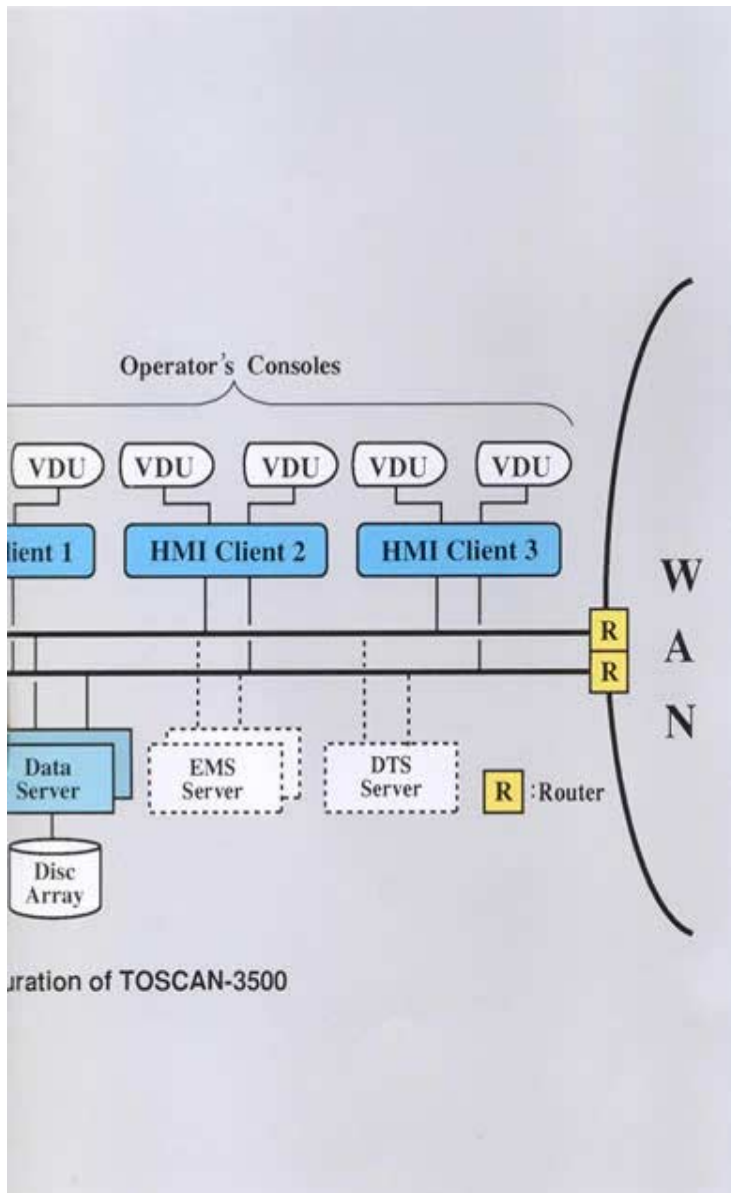 Operator's Consoles
VDU VDU VDU VDU VDU
lient 1 HMI Client 2 HMI Client 3
W
A
N
R
R
Data
Server
EMS
Server
DTS
Server
R :Router
Disc
Array
uration of TOSCAN-3500